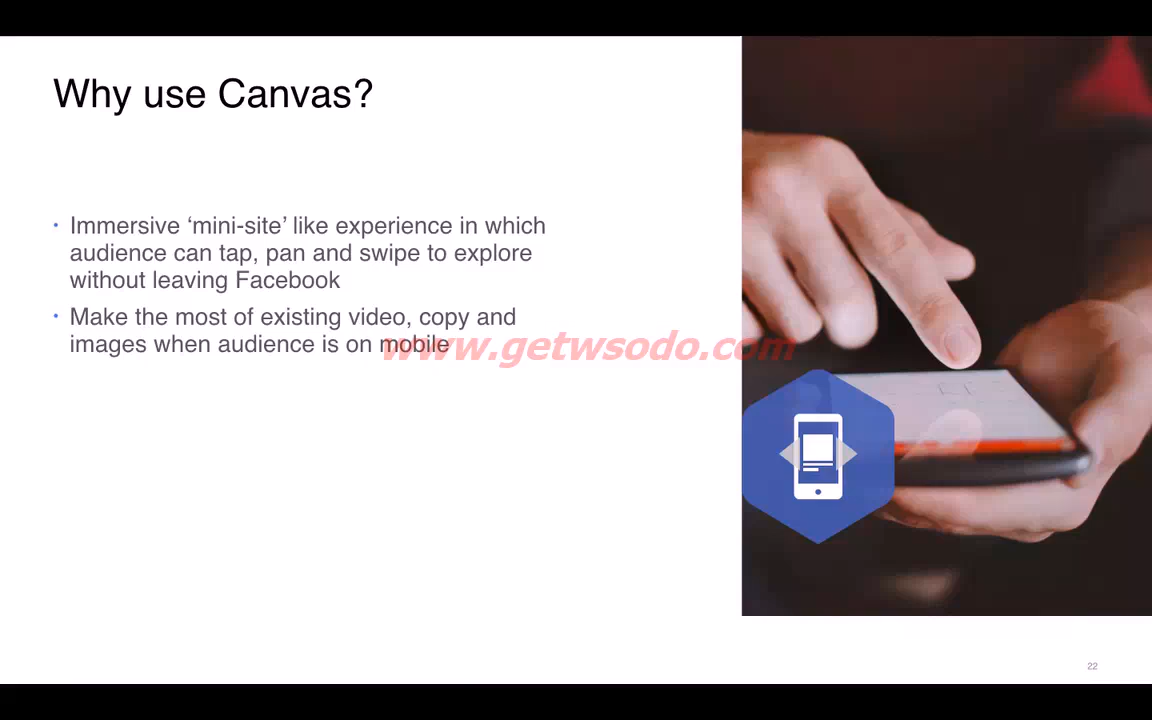 Why use Canvas?
• Immersive ‘mini-site’ like experience in which
audience can tap, pan and swipe to explore
without leaving Facebook
• Make the most of existing video, copy and
images when audience is on mobile
www.getwsodo.com
22